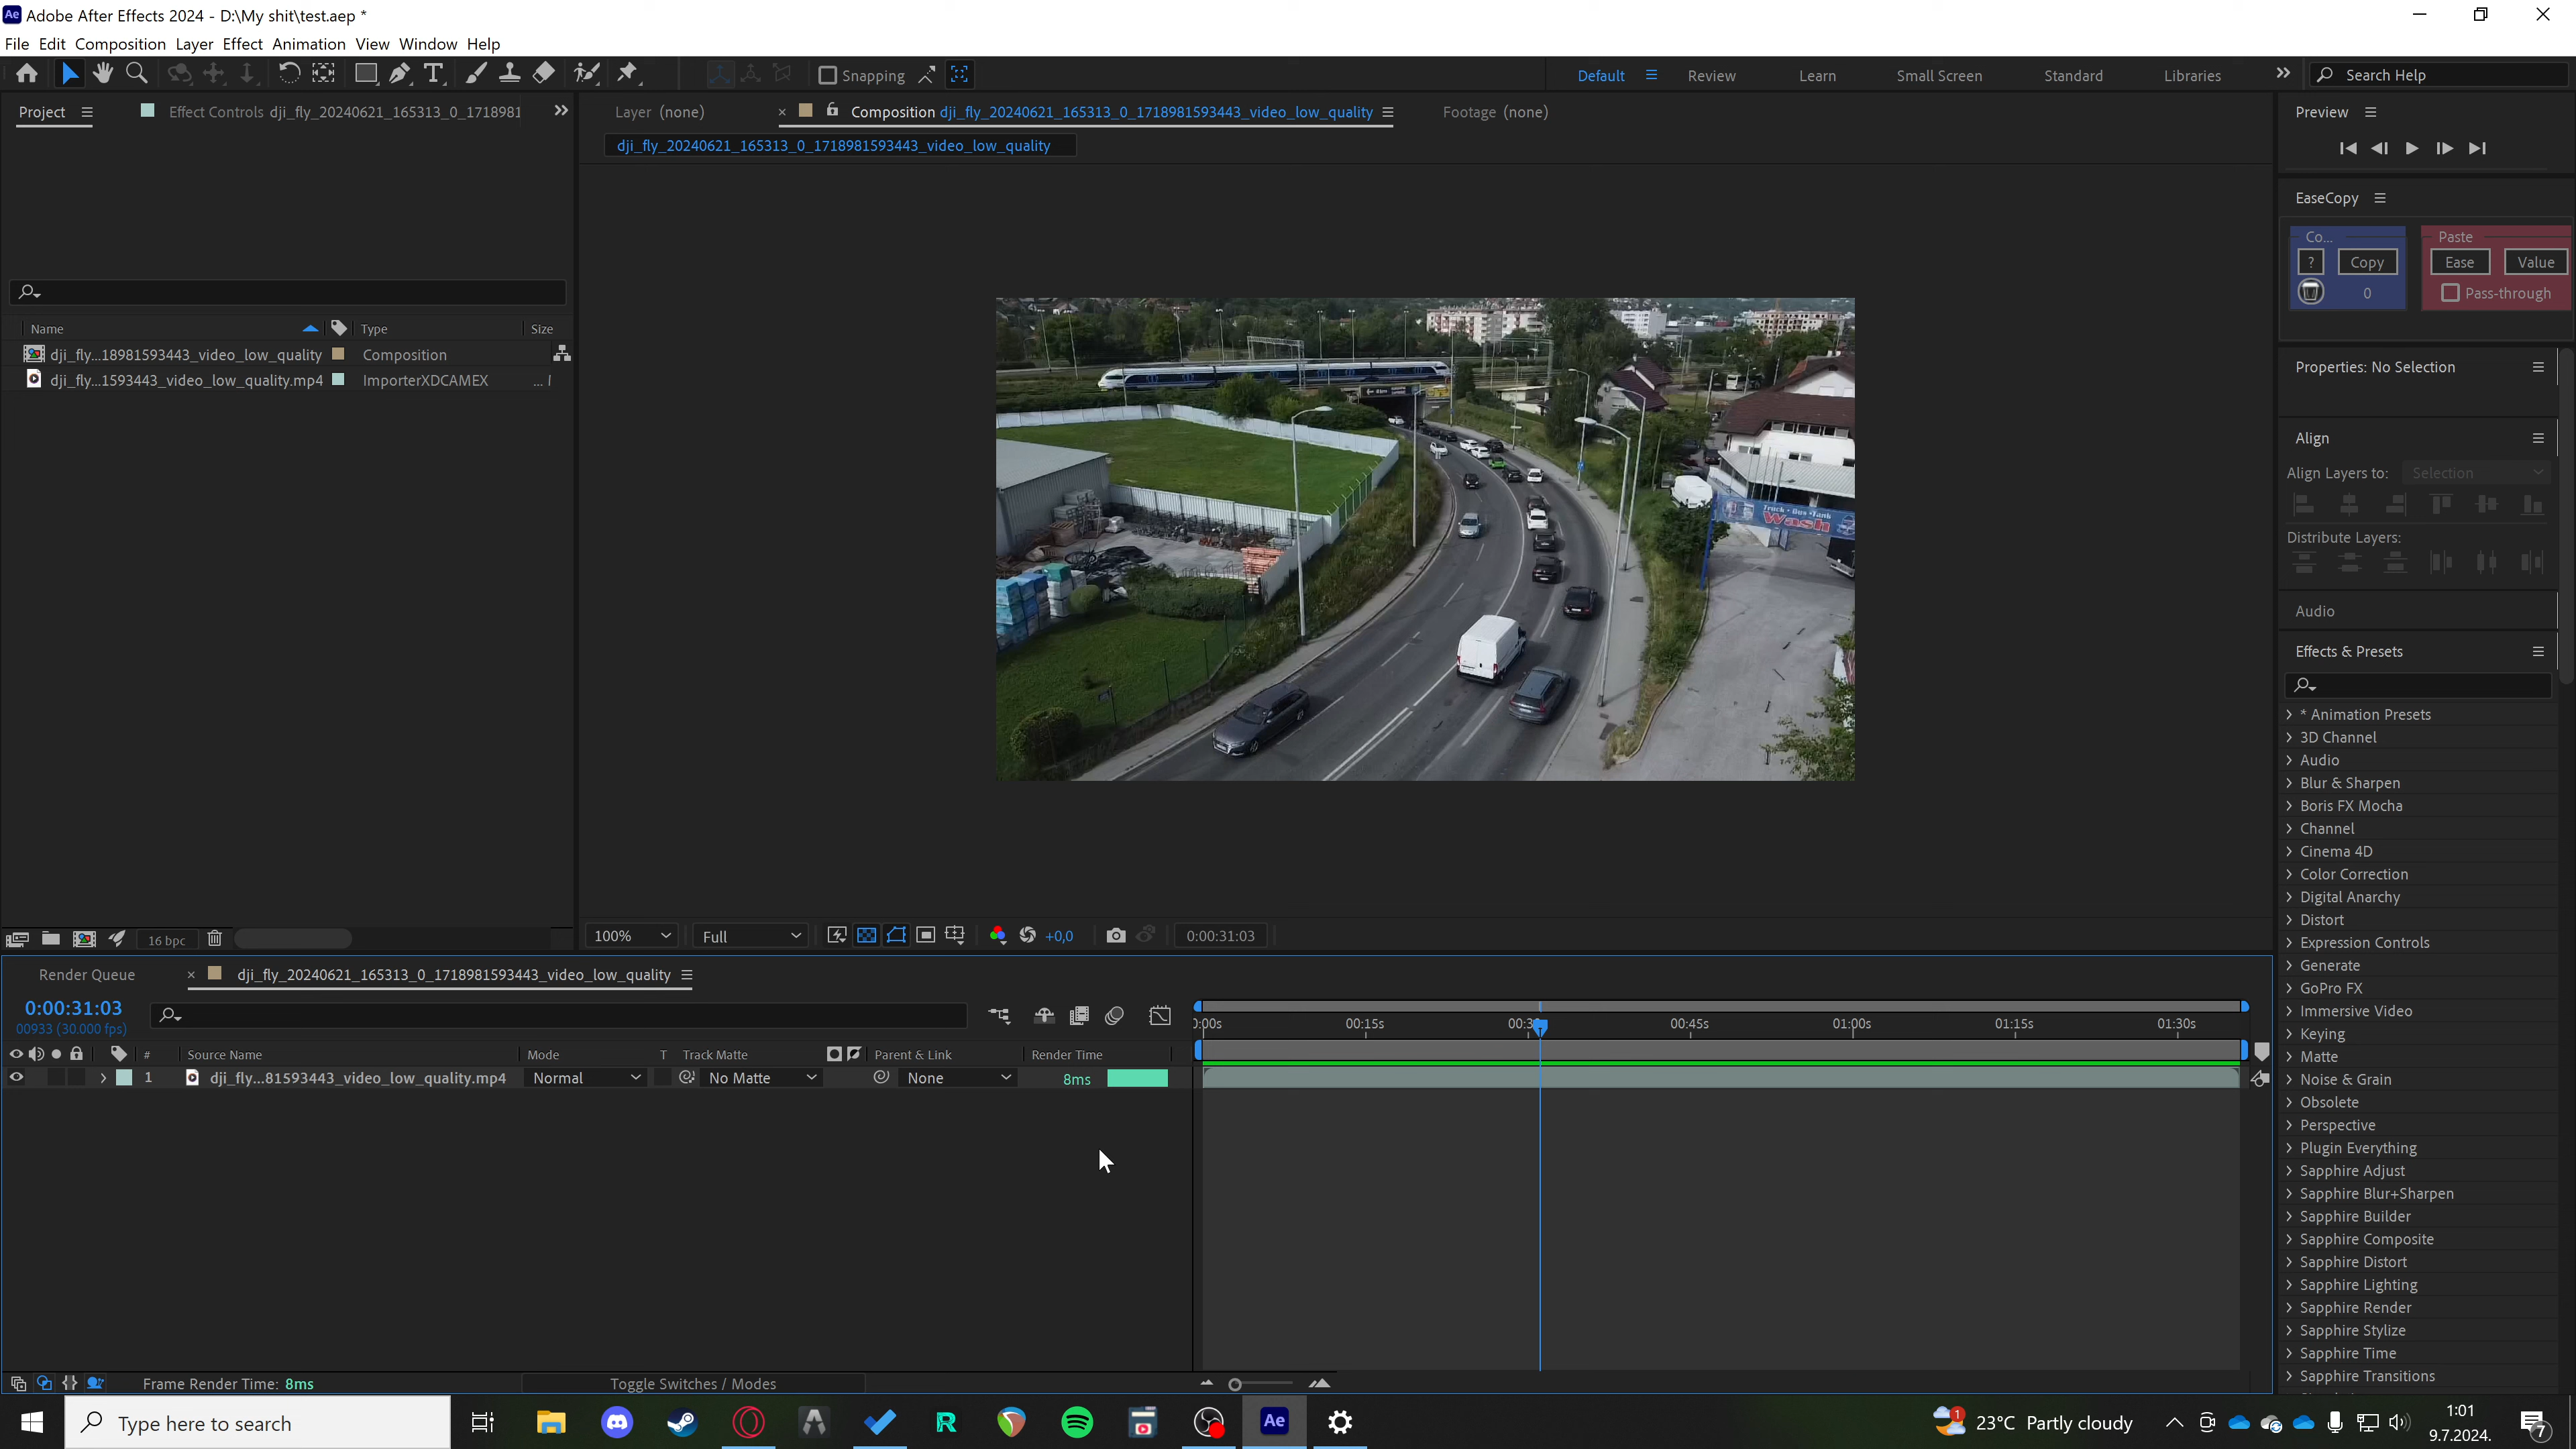 Adobe After Effects 2024 - D:\My shit\test.aep *
File Edit Composition Layer Effect Animation View Window Help
Snapping
Default
Review
Learn
Small Screen
Standard
Libraries
Search Help
Project
Effect Controls dji_fly_20240621_165313_0_1718981
Layer (none)
Composition dji_fly_20240621_165313_0_1718981593443_video_low_quality
Footage (none)
dji_fly_20240621_165313_0_1718981593443_video_low_quality
Preview
EaseCopy
Co...
Paste
?
Copy
Ease
Value
0
Pass-through
Name
Type
Size
dji_fly...18981593443_video_low_quality
Composition
dji_fly...1593443_video_low_quality.mp4
ImporterXDCAMEX
Properties: No Selection
Align
Align Layers to:
Selection
Distribute Layers:
Audio
Effects & Presets
* Animation Presets
3D Channel
Audio
Blur & Sharpen
Boris FX Mocha
Channel
Cinema 4D
Color Correction
Digital Anarchy
Distort
Expression Controls
Generate
GoPro FX
Immersive Video
Keying
Matte
Noise & Grain
Obsolete
Perspective
Plugin Everything
Sapphire Adjust
Sapphire Blur+Sharpen
Sapphire Builder
Sapphire Composite
Sapphire Distort
Sapphire Lighting
Sapphire Render
Sapphire Stylize
Sapphire Time
Sapphire Transitions
Truck · Bus · Tank
Wash
16 bpc
100%
Full
+0,0
0:00:31:03
Render Queue
dji_fly_20240621_165313_0_1718981593443_video_low_quality
0:00:31:03
00933 (30.000 fps)
00s
00:15s
00:3
00:45s
01:00s
01:15s
01:30s
#
Source Name
Mode
T
Track Matte
Parent & Link
Render Time
1
dji_fly...81593443_video_low_quality.mp4
Normal
No Matte
None
8ms
Frame Render Time: 8ms
Toggle Switches / Modes
Type here to search
Ae
23°C Partly cloudy
1:01
9.7.2024.
7